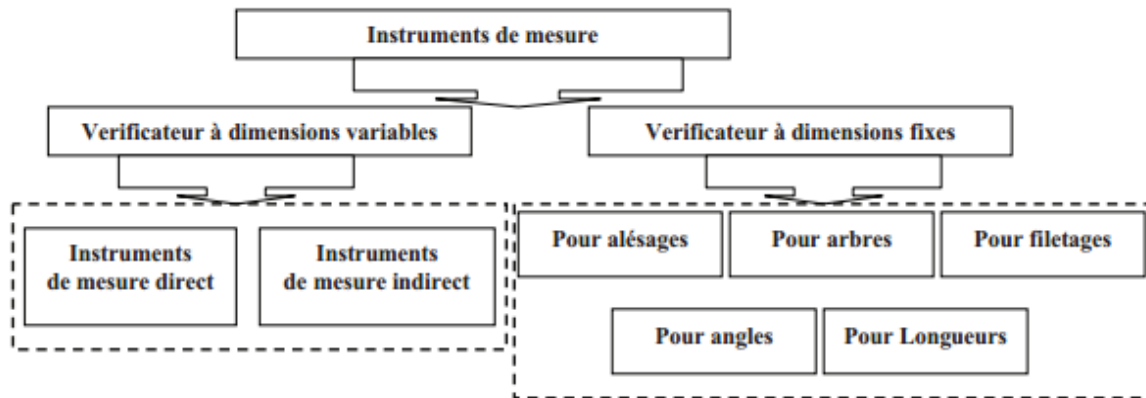 Instruments de mesure
Verificateur à dimensions variables
Verificateur à dimensions fixes
Instruments
de mesure direct
Instruments
de mesure indirect
Pour alésages
Pour arbres
Pour filetages
Pour angles
Pour Longueurs